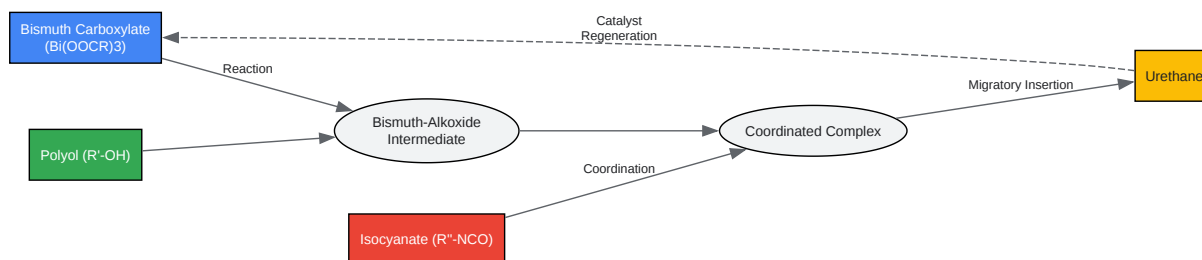 Bismuth Carboxylate
(Bi(OOCR)3)
Catalyst
Regeneration
Reaction
Polyol (R'-OH)
Bismuth-Alkoxide
Intermediate
Coordination
Isocyanate (R"-NCO)
Coordinated Complex
Migratory Insertion
Urethane